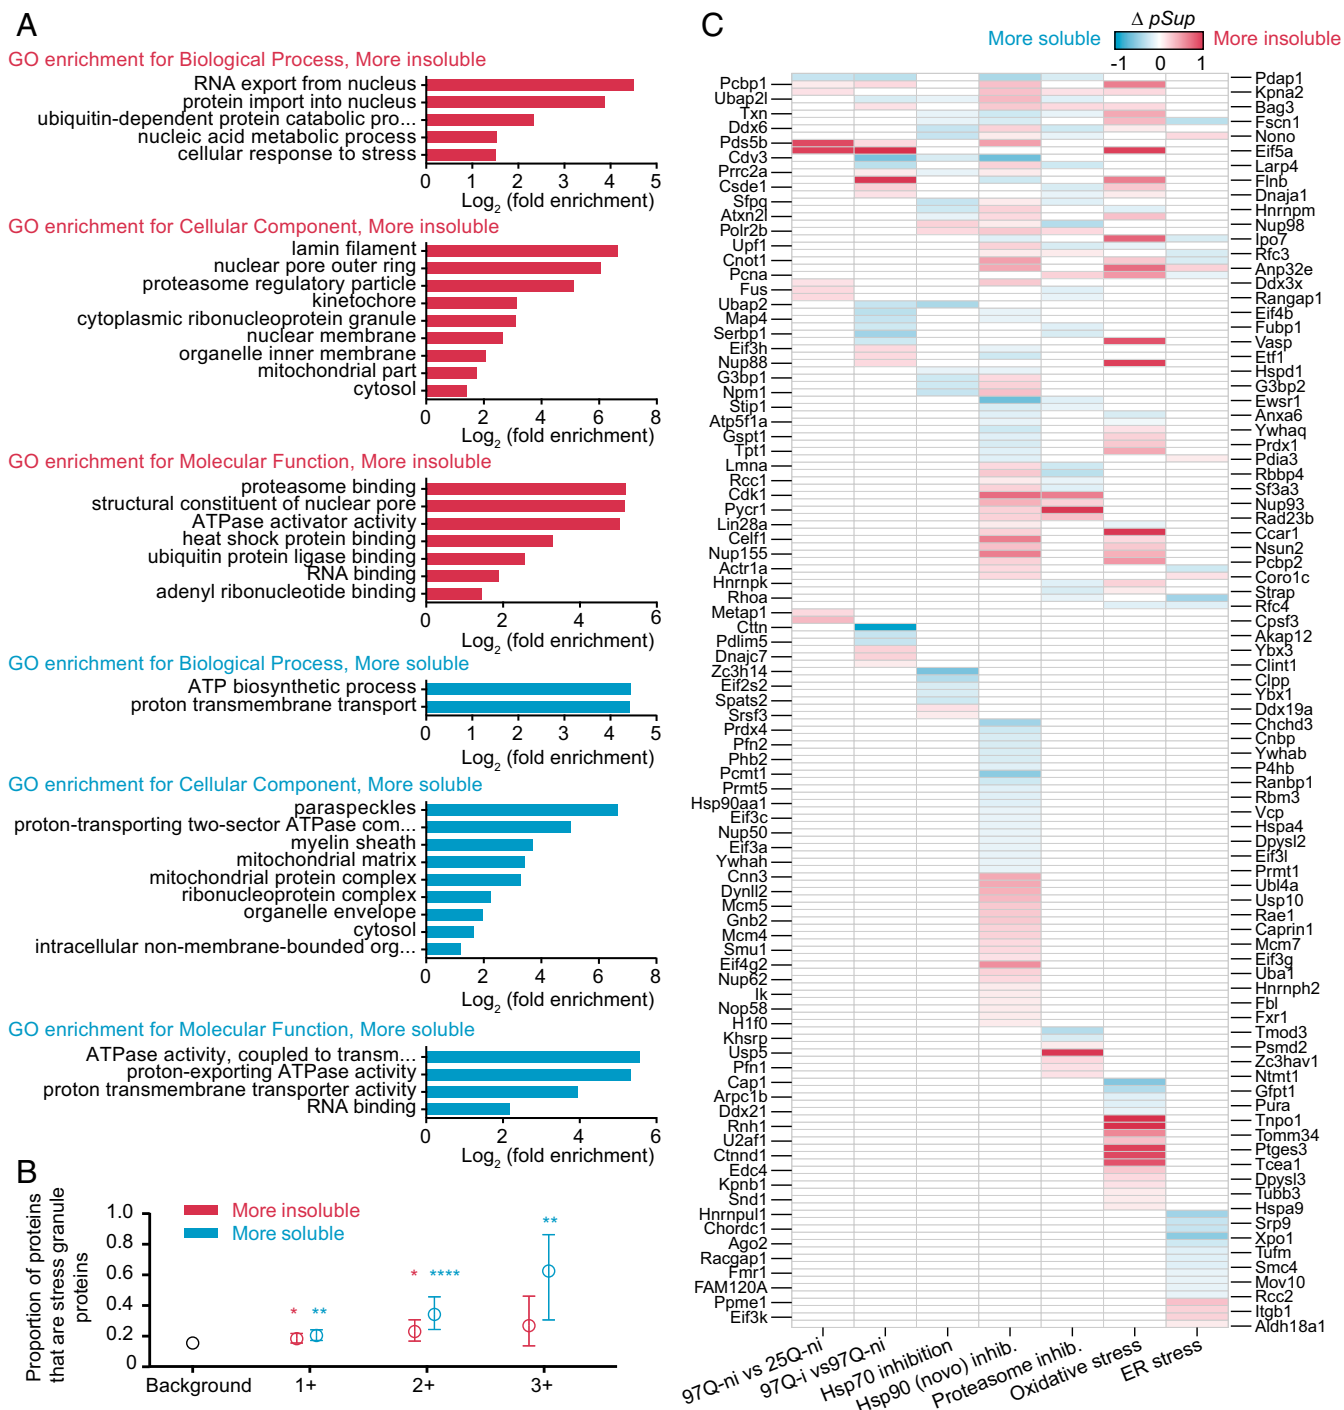 A
GO enrichment for Biological Process, More insoluble
RNA export from nucleus
protein import into nucleus
ubiquitin-dependent protein catabolic pro...
nucleic acid metabolic process
cellular response to stress
0 1 2 3 4 5
Log2 (fold enrichment)
GO enrichment for Cellular Component, More insoluble
lamin filament
nuclear pore outer ring
proteasome regulatory particle
kinetochore
cytoplasmic ribonucleoprotein granule
nuclear membrane
organelle inner membrane
mitochondrial part
cytosol
0 2 4 6 8
Log2 (fold enrichment)
GO enrichment for Molecular Function, More insoluble
proteasome binding
structural constituent of nuclear pore
ATPase activator activity
heat shock protein binding
ubiquitin protein ligase binding
RNA binding
adenyl ribonucleotide binding
0 2 4 6
Log2 (fold enrichment)
GO enrichment for Biological Process, More soluble
ATP biosynthetic process
proton transmembrane transport
0 1 2 3 4 5
Log2 (fold enrichment)
GO enrichment for Cellular Component, More soluble
paraspeckles
proton-transporting two-sector ATPase com...
myelin sheath
mitochondrial matrix
mitochondrial protein complex
ribonucleoprotein complex
organelle envelope
cytosol
intracellular non-membrane-bounded org...
0 2 4 6 8
Log2 (fold enrichment)
GO enrichment for Molecular Function, More soluble
ATPase activity, coupled to transm...
proton-exporting ATPase activity
proton transmembrane transporter activity
RNA binding
0 2 4 6
Log2 (fold enrichment)
B
Proportion of proteins
that are stress granule
proteins
More insoluble
More soluble
1.0
0.8
0.6
0.4
0.2
0
* ** * **** **
Background 1+ 2+ 3+
C
Δ pSup
More soluble
More insoluble
-1 0 1
Pcbp1
Ubap2l
Txn
Ddx6
Pds5b
Cdv3
Prrc2a
Csde1
Sfpq
Atxn2l
Polr2b
Upf1
Cnot1
Pcna
Fus
Ubap2
Map4
Serbp1
Eif3h
Nup88
G3bp1
Npm1
Stip1
Atp5f1a
Gspt1
Tpt1
Lmna
Rcc1
Cdk1
Pycr1
Lin28a
Celf1
Nup155
Actr1a
Hnrnpk
Rhoa
Metap1
Cttn
Pdlim5
Dnajc7
Zc3h14
Eif2s2
Spats2
Srsf3
Prdx4
Pfn2
Phb2
Pcmt1
Prmt5
Hsp90aa1
Eif3c
Nup50
Eif3a
Ywhah
Cnn3
Dynll2
Mcm5
Gnb2
Mcm4
Smu1
Eif4g2
Nup62
Ik
Nop58
H1f0
Khsrp
Usp5
Pfn1
Cap1
Arpc1b
Ddx21
Rnh1
U2af1
Ctnnd1
Edc4
Kpnb1
Snd1
Hnrnpul1
Chordc1
Ago2
Racgap1
Fmr1
FAM120A
Ppme1
Eif3k
Pdap1
Kpna2
Bag3
Fscn1
Nono
Eif5a
Larp4
Flnb
Dnaja1
Hnrnpm
Nup98
Ipo7
Rfc3
Anp32e
Ddx3x
Rangap1
Eif4b
Fubp1
Vasp
Etf1
Hspd1
G3bp2
Ewsr1
Anxa6
Ywhaq
Prdx1
Pdia3
Rbbp4
Sf3a3
Nup93
Rad23b
Ccar1
Nsun2
Pcbp2
Coro1c
Strap
Rfc4
Cpsf3
Akap12
Ybx3
Clint1
Clpp
Ybx1
Ddx19a
Chchd3
Cnbp
Ywhab
P4hb
Ranbp1
Rbm3
Vcp
Hspa4
Dpysl2
Eif3l
Prmt1
Ubl4a
Usp10
Rae1
Caprin1
Mcm7
Eif3g
Uba1
Hnrnph2
Fbl
Fxr1
Tmod3
Psmd2
Zc3hav1
Ntmt1
Gfpt1
Pura
Tnpo1
Tomm34
Ptges3
Tcea1
Dpysl3
Tubb3
Hspa9
Srp9
Xpo1
Tufm
Smc4
Mov10
Rcc2
Itgb1
Aldh18a1
97Q-ni vs 25Q-ni
97Q-i vs97Q-ni
Hsp70 inhibition
Hsp90 (novo) inhib.
Proteasome inhib.
Oxidative stress
ER stress